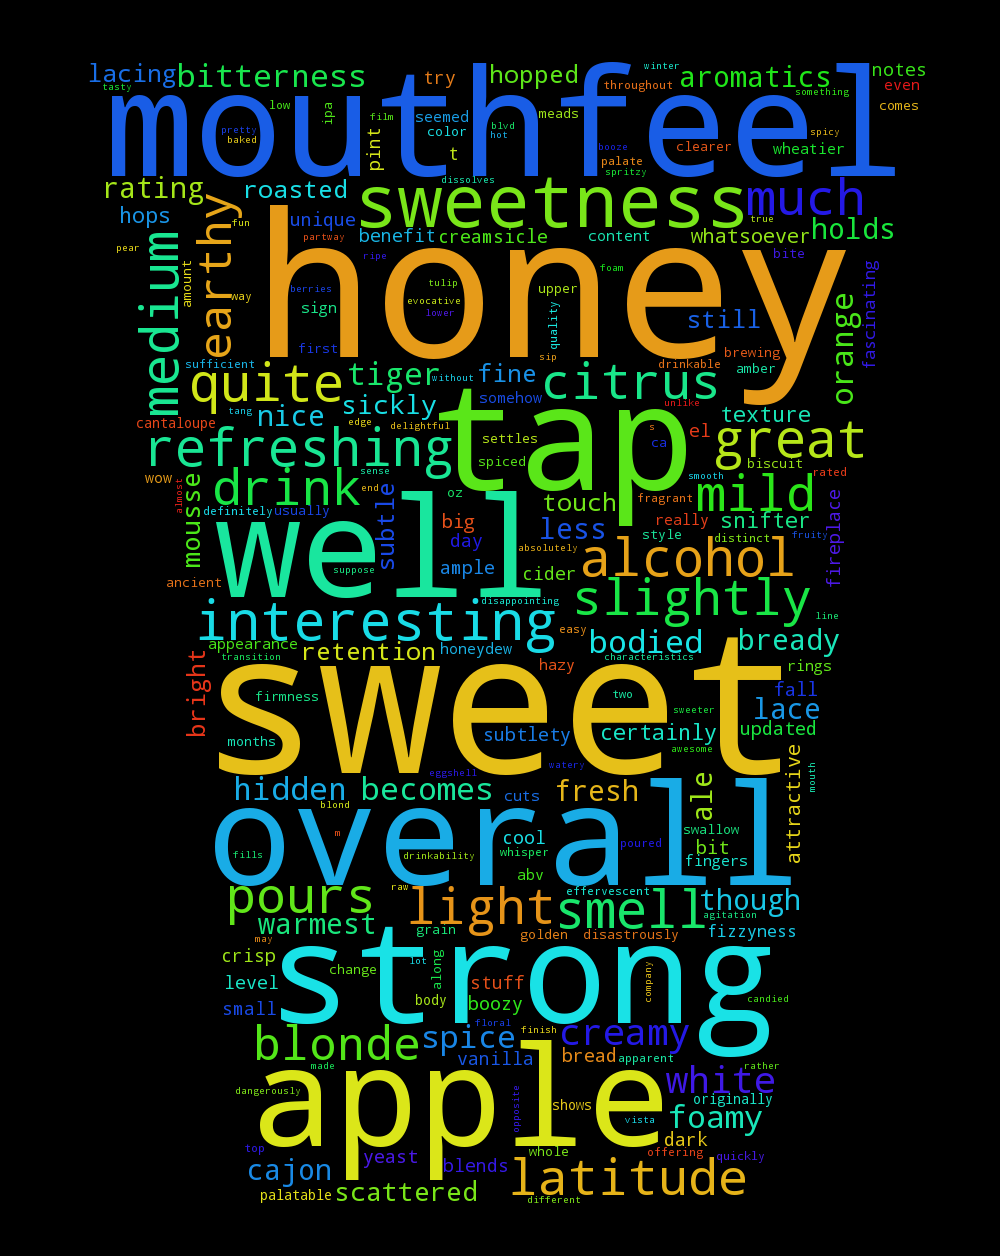 lacing bitterness try hopped winter aromatics notes
tasty throughout something even
mouthfeel
low ipa film seemed meads comes
pretty baked pint color blvd hot booze clearer spicy wheatier
t palate spritzy
rating roasted dissolves sweetness much
hops unique true holds
earthy fun partway benefit creamsicle content whatsoever
pear medium ripe bite
honey
amount way berries tulip foam fascinating
sign evocative upper orange
lower quality still
first sip drinkable brewing
sufficient quite tiger without fine citrus amber
tang nice sickly somehow unlike texture
cantaloupe edge delightful tap s el great
refreshing settles ca
wow sense spiced biscuit
almost mousse drink end smooth rated
definitely usually subtle oz touch fragrant mild
well big really snifter fireplace
day less style distinct fruity
absolutely alcohol
ancient suppose ample cider
disappointing slightly line
interesting easy
appearance retention honeydew bodied bready
transition hazy characteristics rings
bright sweet
firmness two fall
sweeter lace
months subtlety certainly updated
awesome
eggshell watery mouth
hidden becomes cuts fresh ale attractive
blond
overall
m cool swallow
fills drinkability whisper poured bit
abv fingers
pours raw light effervescent smell though
warmest grain agitation
golden disastrously fizzyness
may strong
crisp change lot along
level stuff company
small body boozy candied
floral
blonde spice finish creamy
made vanilla bread apparent rather
apple white
dangerously opposite shows originally
vista foamy
dark
top yeast whole offering quickly
cajon blends latitude
palatable scattered different